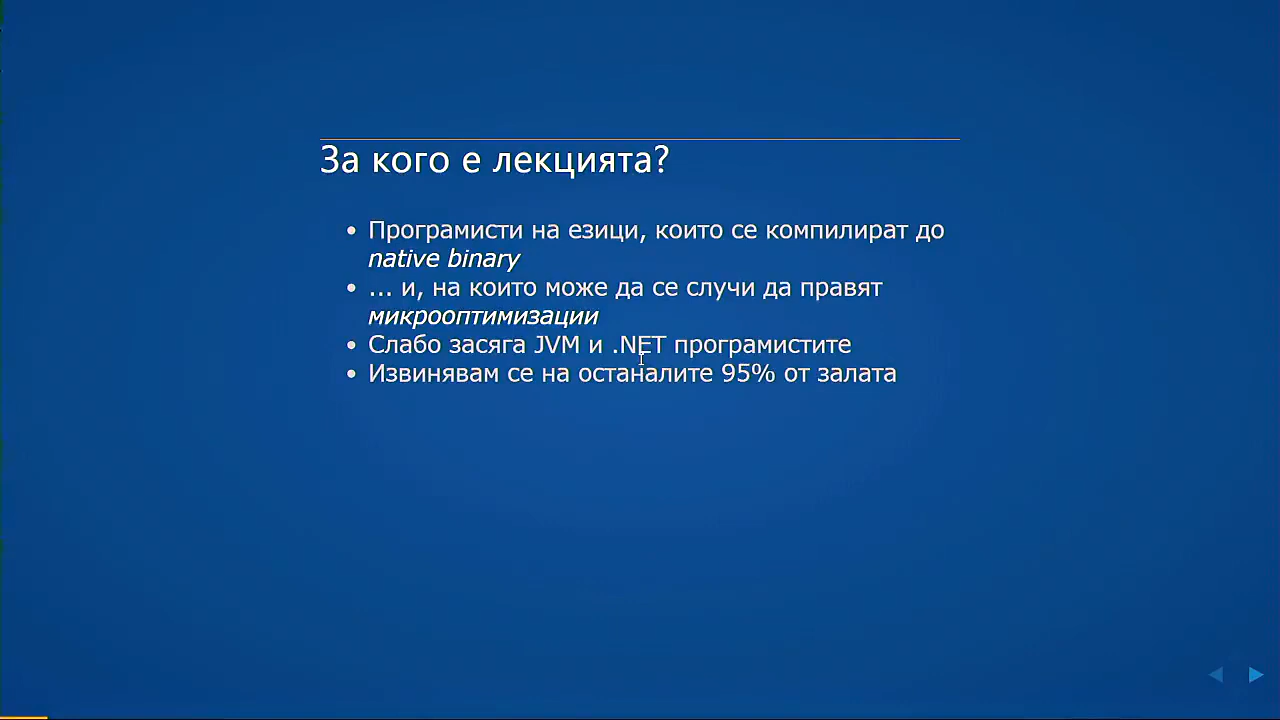 За кого е лекцията?
• Програмисти на езици, които се компилират до
native binary
• ... и, на които може да се случи да правят
микрооптимизации
• Слабо засяга JVM и .NET програмистите
• Извинявам се на останалите 95% от залата